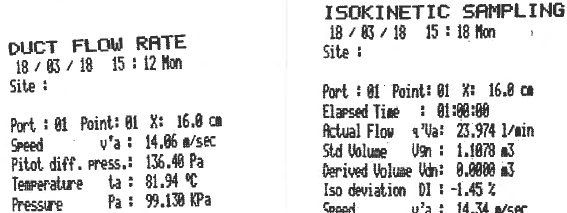 DUCT FLOW RATE
18 / 03 / 18 15 : 12 Mon
Site :
Port : 01 Point: 01 X: 16.0 cm
Speed v'a : 14.06 m/sec
Pitot diff. press.: 136.40 Pa
Temperature ta : 81.94 °C
Pressure Pa : 99.130 KPa
ISOKINETIC SAMPLING
18 / 03 / 18 15 : 18 Mon
Site :
Port : 01 Point: 01 X: 16.0 cm
Elapsed Time : 01:00:00
Actual Flow q'Va: 23.974 l/min
Std Volume Vgn : 1.1078 m3
Derived Volume Vdn: 0.0000 m3
Iso deviation DI : -1.45 %
Speed v'a : 14.34 m/sec